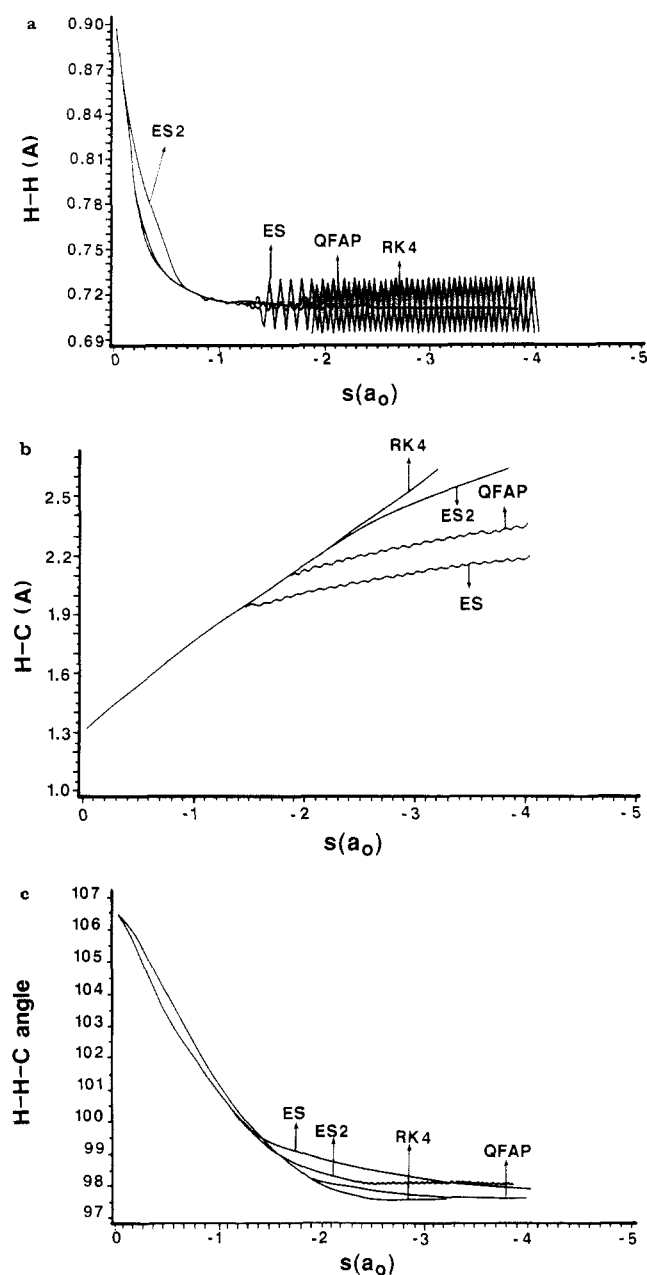 a
0.90
0.87
0.84
0.81
0.78
0.75
0.72
0.69
H-H (A)
ES2
ES
QFAP
RK4
0
-1
-2
-3
-4
-5
s(a₀)
b
2.5
2.2
1.9
1.6
1.3
1.0
H-C (A)
RK4
ES2
QFAP
ES
0
-1
-2
-3
-4
-5
s(a₀)
c
107
106
105
104
103
102
101
100
99
98
97
H-H-C angle
ES
ES2
RK4
QFAP
0
-1
-2
-3
-4
-5
s(a₀)